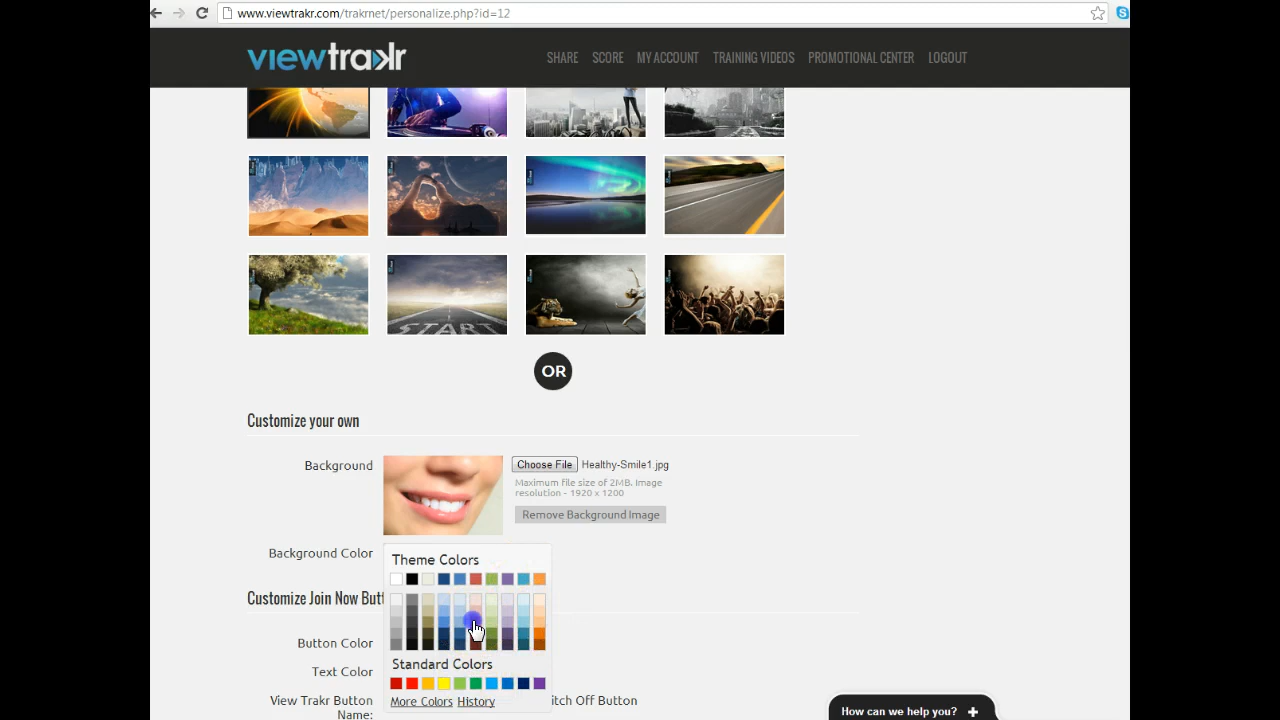 www.viewtrakr.com/trakrnet/personalize.php?id=12
viewtrakr
SHARE SCORE MY ACCOUNT TRAINING VIDEOS PROMOTIONAL CENTER LOGOUT
START
OR
Customize your own
Background
Choose File Healthy-Smile1.jpg
Maximum file size of 2MB. Image
resolution - 1920 x 1200
Remove Background Image
Background Color
Theme Colors
Customize Join Now Butt
Button Color
Standard Colors
Text Color
More Colors History
View Trakr Button
Name:
itch Off Button
How can we help you? +